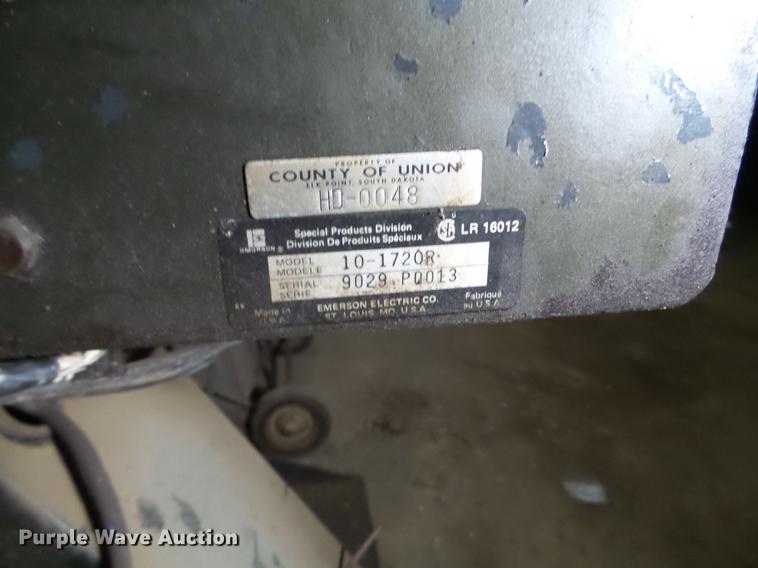 PROPERTY OF
COUNTY OF UNION
ELK POINT, SOUTH DAKOTA
HD-0048
Special Products Division
Division De Produits Spéciaux
LR 16012
EMERSON ®
MODEL
MODELE
10-1720R
SERIAL
SERIE
9029 PQ013
Made in
U.S.A.
EMERSON ELECTRIC CO.
ST. LOUIS MO. U.S.A.
Fabriqué
au U.S.A.
Purple Wave Auction